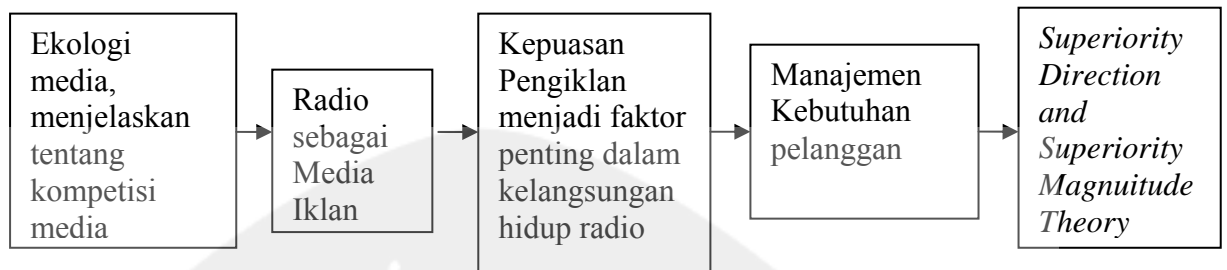 Ekologi
media,
menjelaskan
tentang
kompetisi
media
Radio
sebagai
Media
Iklan
Kepuasan
Pengiklan
menjadi faktor
penting dalam
kelangsungan
hidup radio
Manajemen
Kebutuhan
pelanggan
Superiority
Direction
and
Superiority
Magnuitude
Theory